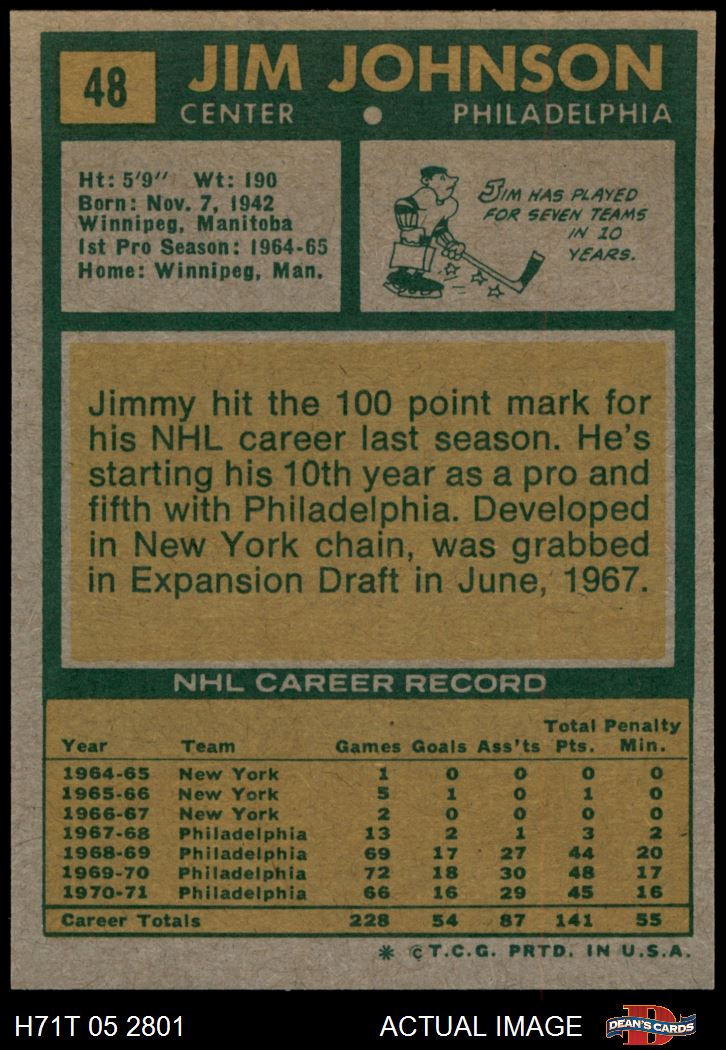 48
JIM JOHNSON
CENTER • PHILADELPHIA
Ht: 5'9" Wt: 190
Born: Nov. 7, 1942
Winnipeg, Manitoba
1st Pro Season: 1964-65
Home: Winnipeg, Man.
JIM HAS PLAYED
FOR SEVEN TEAMS
IN 10
YEARS.
Jimmy hit the 100 point mark for
his NHL career last season. He's
starting his 10th year as a pro and
fifth with Philadelphia. Developed
in New York chain, was grabbed
in Expansion Draft in June, 1967.
NHL CAREER RECORD
Total Penalty
Year Team Games Goals Ass'ts Pts. Min.
1964-65 New York 1 0 0 0 0
1965-66 New York 5 1 0 1 0
1966-67 New York 2 0 0 0 0
1967-68 Philadelphia 13 2 1 3 2
1968-69 Philadelphia 69 17 27 44 20
1969-70 Philadelphia 72 18 30 48 17
1970-71 Philadelphia 66 16 29 45 16
Career Totals 228 54 87 141 55
* © T.C.G. PRTD. IN U.S.A.
H71T 05 2801 ACTUAL IMAGE
D
DEAN'S CARDS